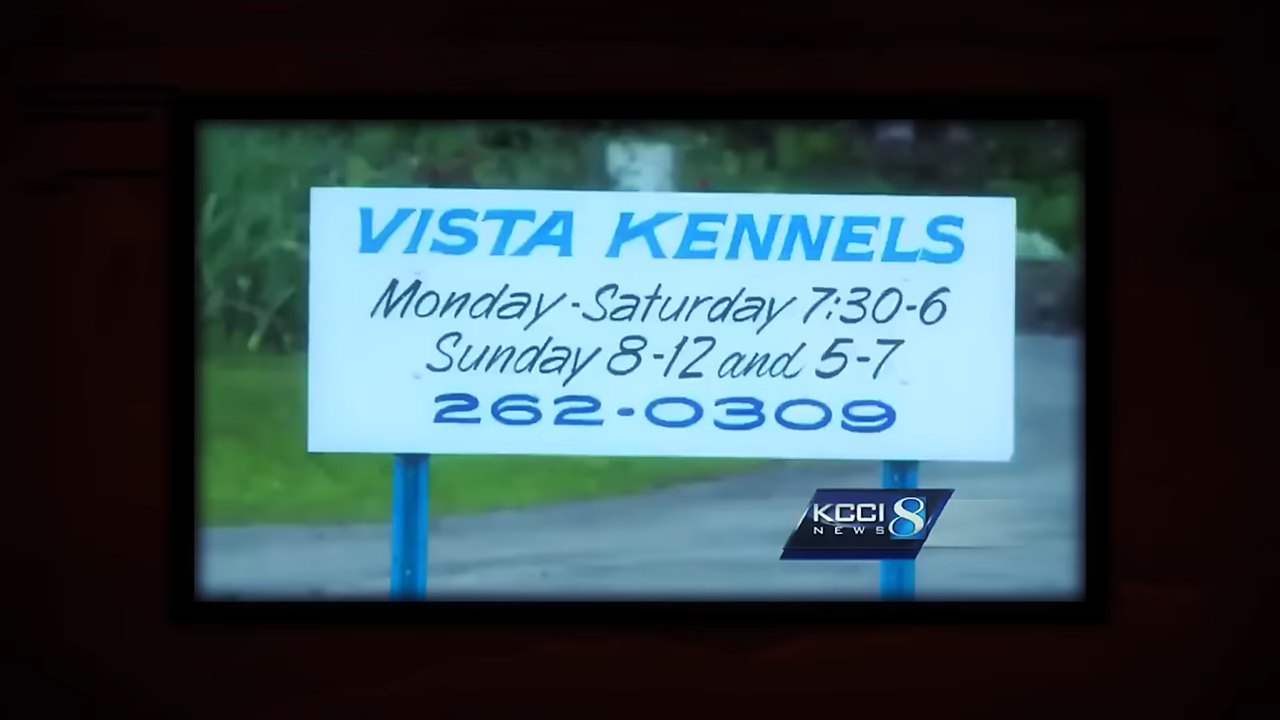 VISTA KENNELS
Monday-Saturday 7:30-6
Sunday 8-12 and 5-7
262-0309
KCCI 8
NEWS